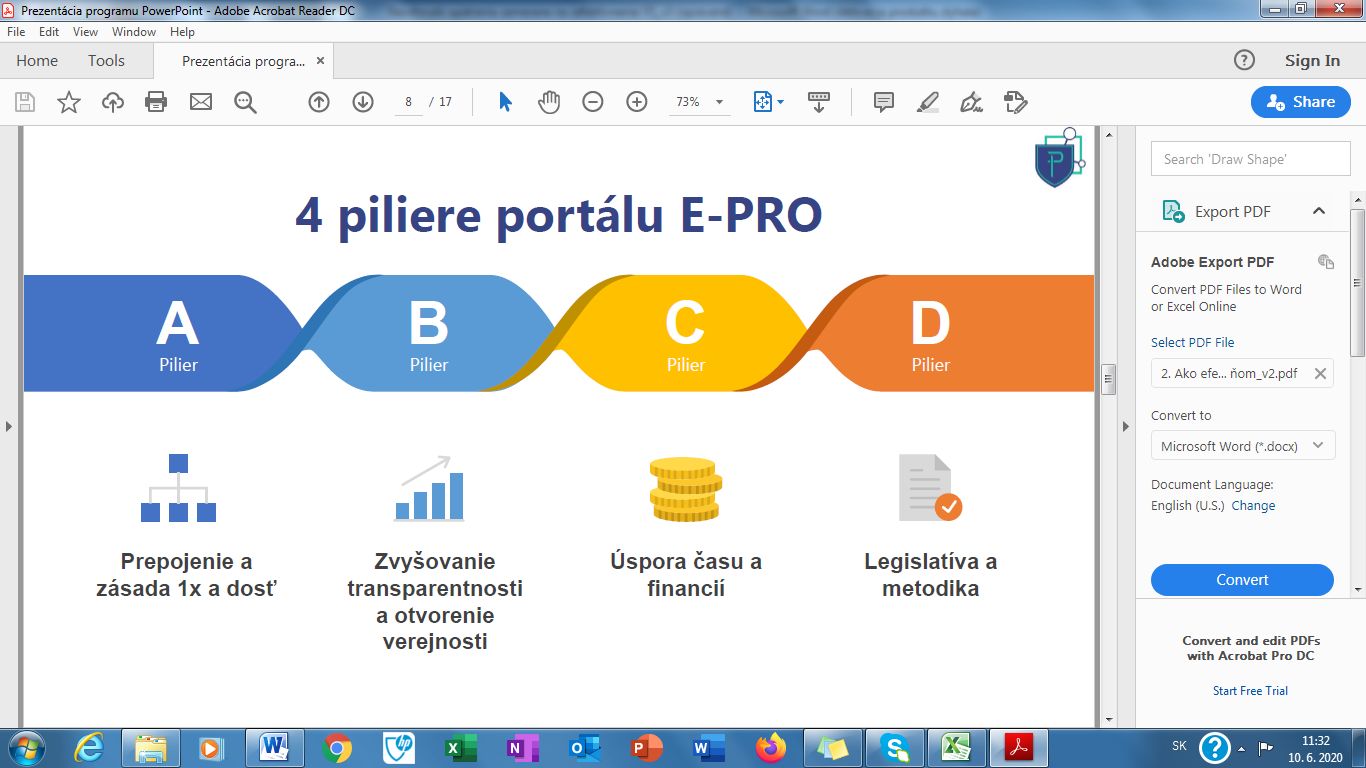 Prezentácia programu PowerPoint - Adobe Acrobat Reader DC
File Edit View Window Help
Home Tools Prezentácia progra... × Sign In
8 / 17 73% Share
4 piliere portálu E-PRO
A B C D
Pilier Pilier Pilier Pilier
Prepojenie a
zásada 1x a dosť
Zvyšovanie
transparentnosti
a otvorenie
verejnosti
Úspora času a
financií
Legislatíva a
metodika
Search 'Draw Shape'
Export PDF
Adobe Export PDF
Convert PDF Files to Word
or Excel Online
Select PDF File
2. Ako efe... ňom_v2.pdf
Convert to
Microsoft Word (*.docx)
Document Language:
English (U.S.) Change
Convert
Convert and edit PDFs
with Acrobat Pro DC
Start Free Trial
SK
11:32
10. 6. 2020